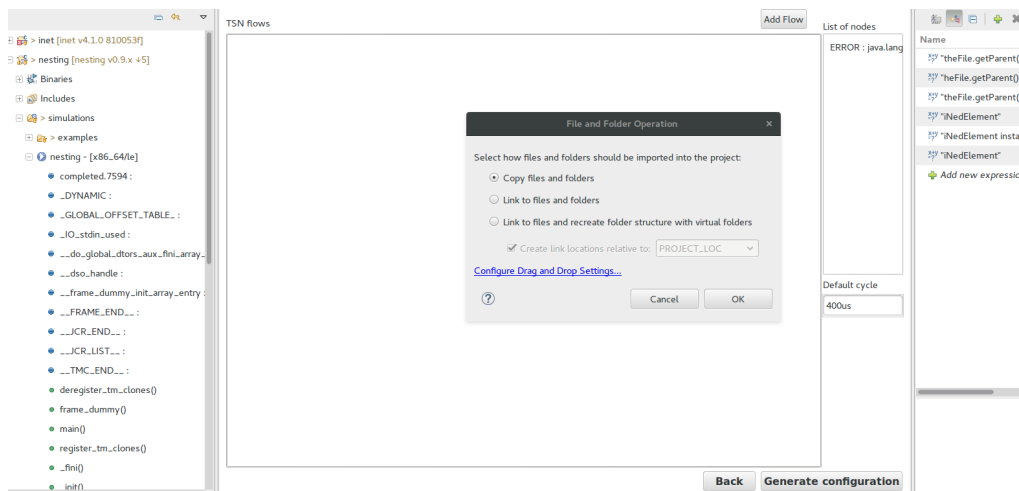 > inet [inet v4.1.0 810053f]
> nesting [nesting v0.9.x ↓5]
Binaries
Includes
> simulations
> examples
nesting - [x86_64/le]
completed.7594 :
_DYNAMIC :
_GLOBAL_OFFSET_TABLE_ :
_IO_stdin_used :
__do_global_dtors_aux_fini_array_
__dso_handle :
__frame_dummy_init_array_entry :
__FRAME_END__ :
__JCR_END__ :
__JCR_LIST__ :
__TMC_END__ :
deregister_tm_clones()
frame_dummy()
main()
register_tm_clones()
_fini()
_init()
TSN flows
Add Flow
File and Folder Operation
Select how files and folders should be imported into the project:
Copy files and folders
Link to files and folders
Link to files and recreate folder structure with virtual folders
Create link locations relative to: PROJECT_LOC
Configure Drag and Drop Settings...
Cancel OK
List of nodes
ERROR : java.lang
Default cycle
400us
Back Generate configuration
Name
"theFile.getParent(
"heFile.getParent()
"theFile.getParent(
"iNedElement"
"iNedElement insta
"iNedElement"
Add new expressio